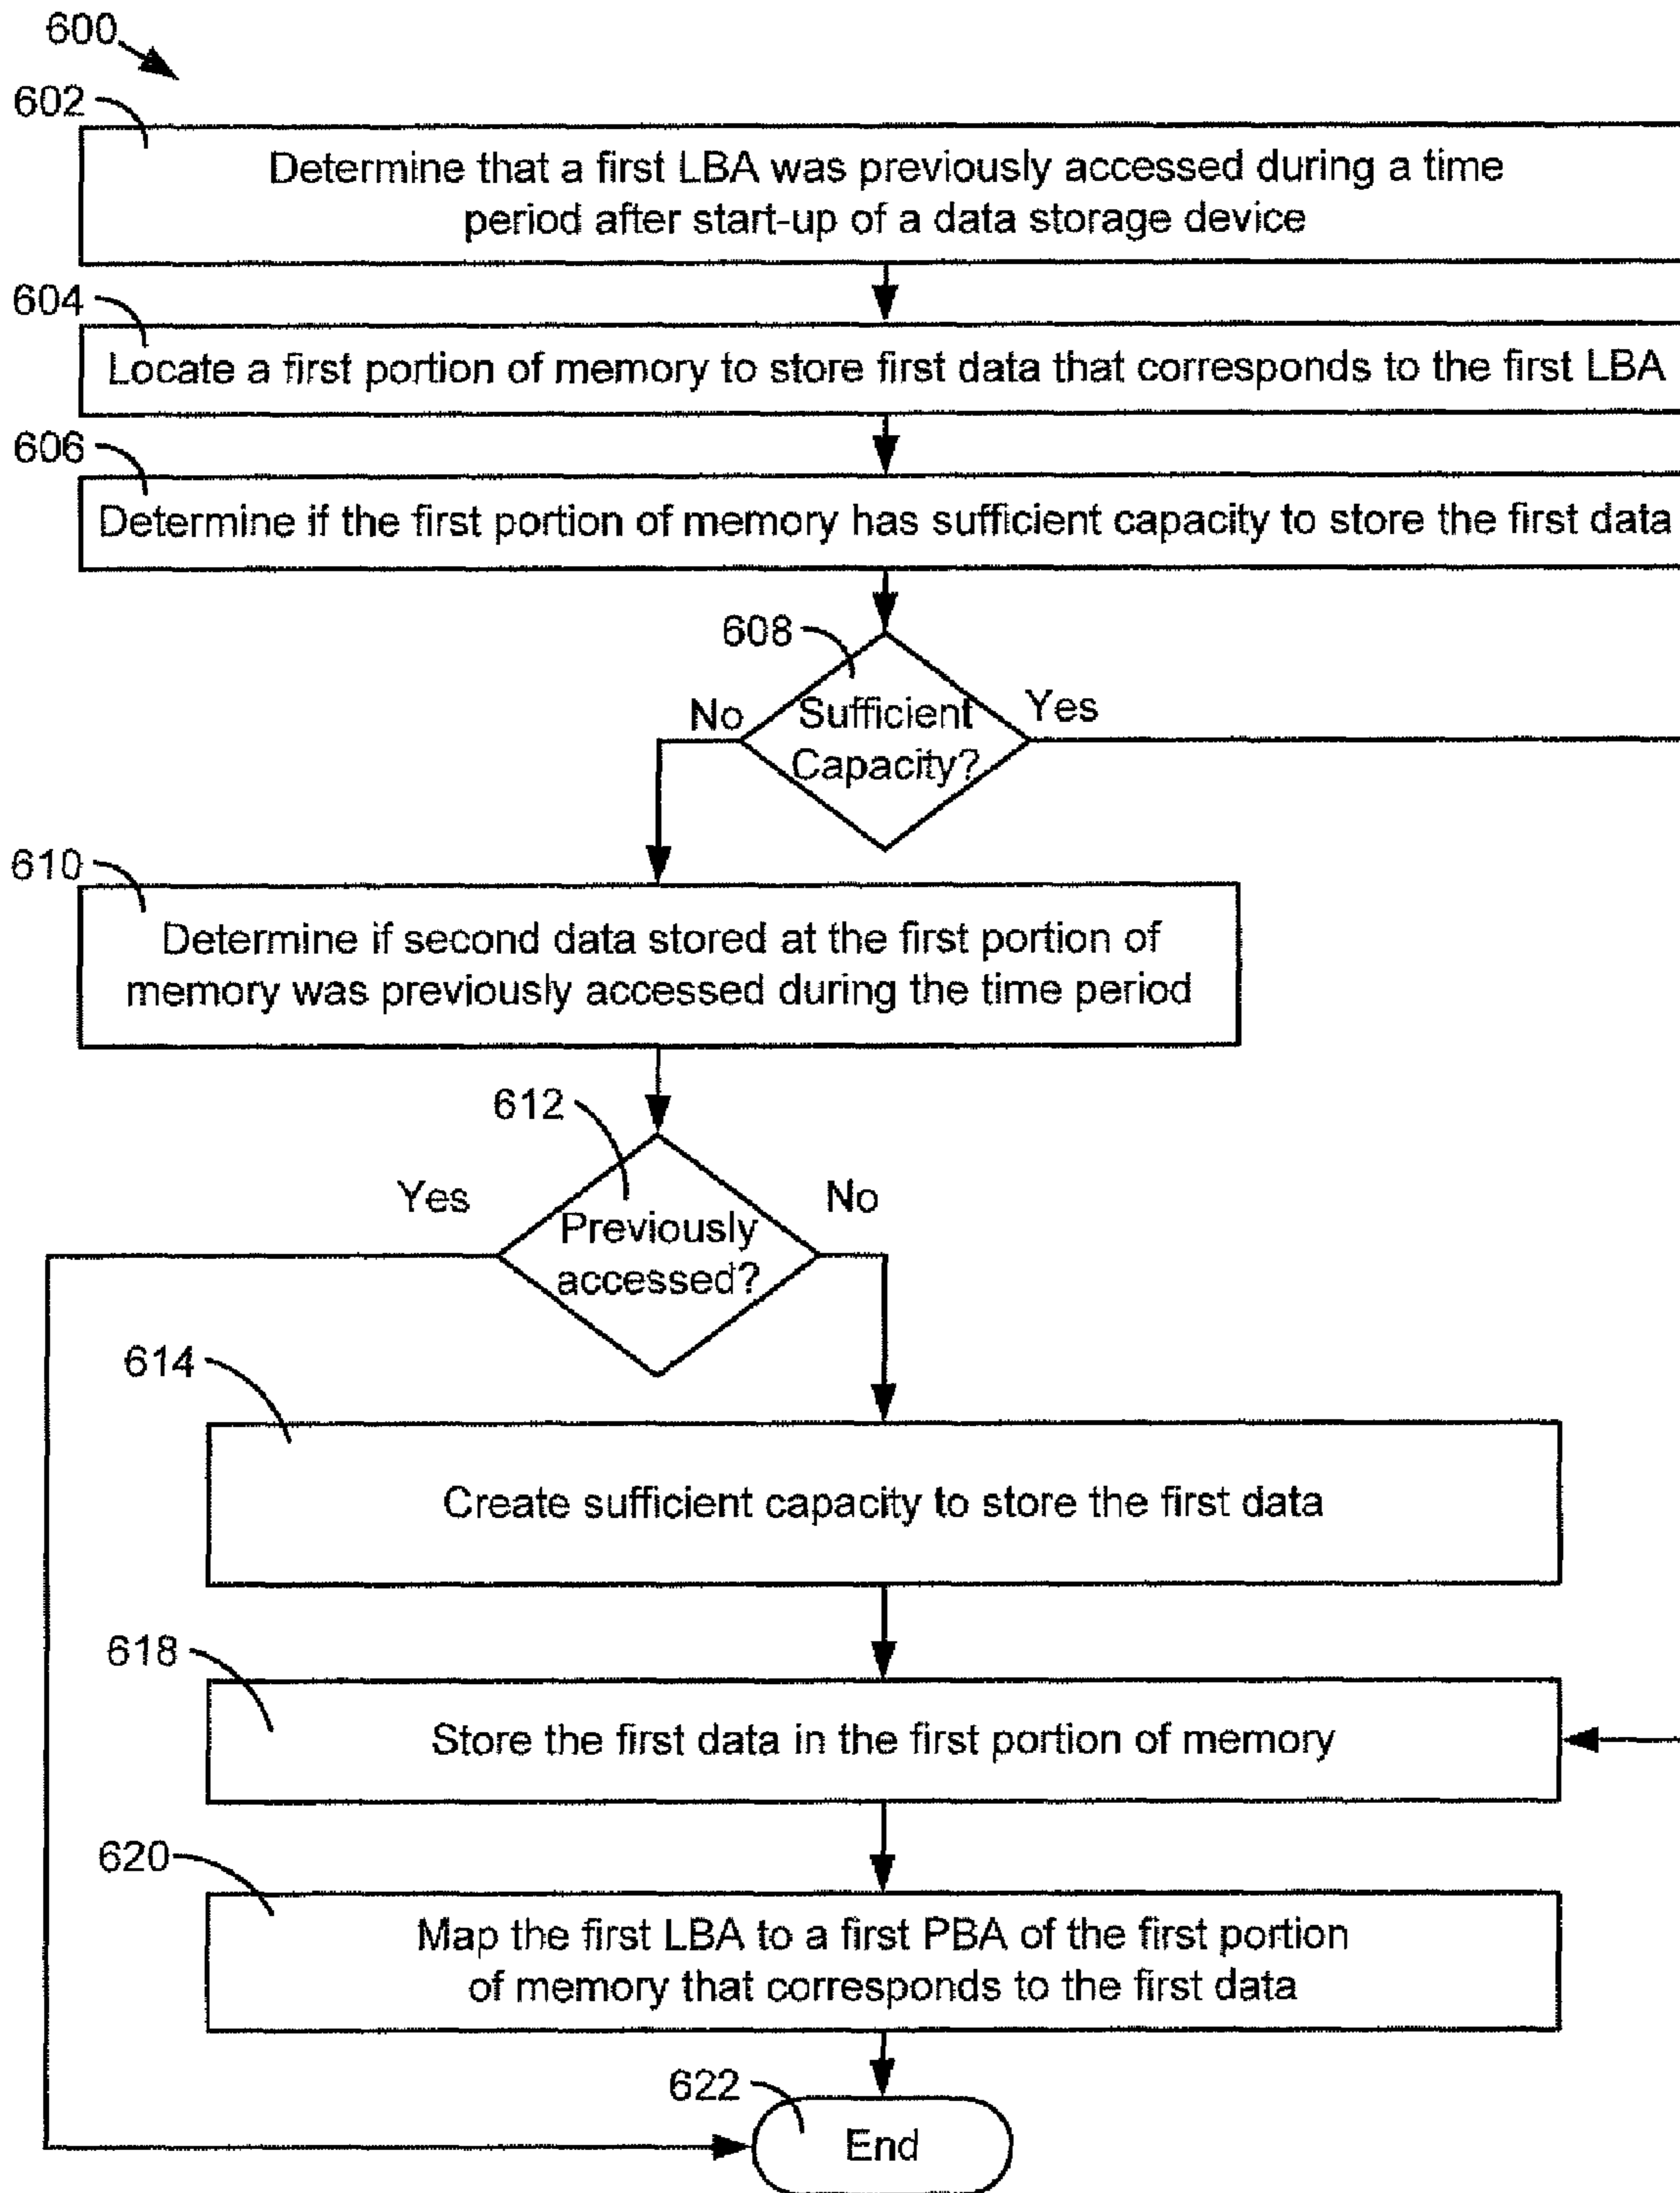 600
602
Determine that a first LBA was previously accessed during a time
period after start-up of a data storage device
604
Locate a first portion of memory to store first data that corresponds to the first LBA
606
Determine if the first portion of memory has sufficient capacity to store the first data
608
No
Sufficient
Capacity?
Yes
610
Determine if second data stored at the first portion of
memory was previously accessed during the time period
612
Yes
Previously
accessed?
No
614
Create sufficient capacity to store the first data
618
Store the first data in the first portion of memory
620
Map the first LBA to a first PBA of the first portion
of memory that corresponds to the first data
622
End